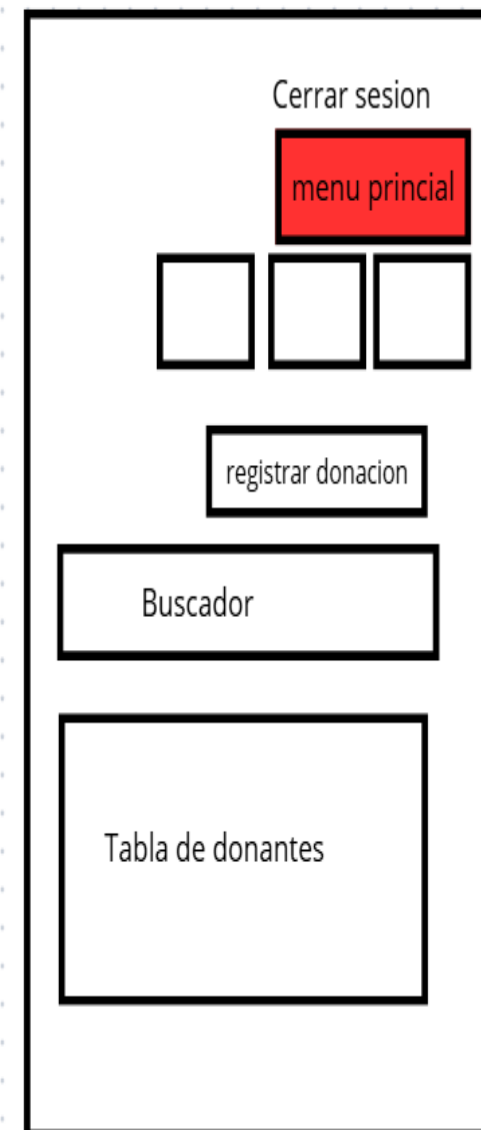 Cerrar sesion
menu princial
registrar donacion
Buscador
Tabla de donantes